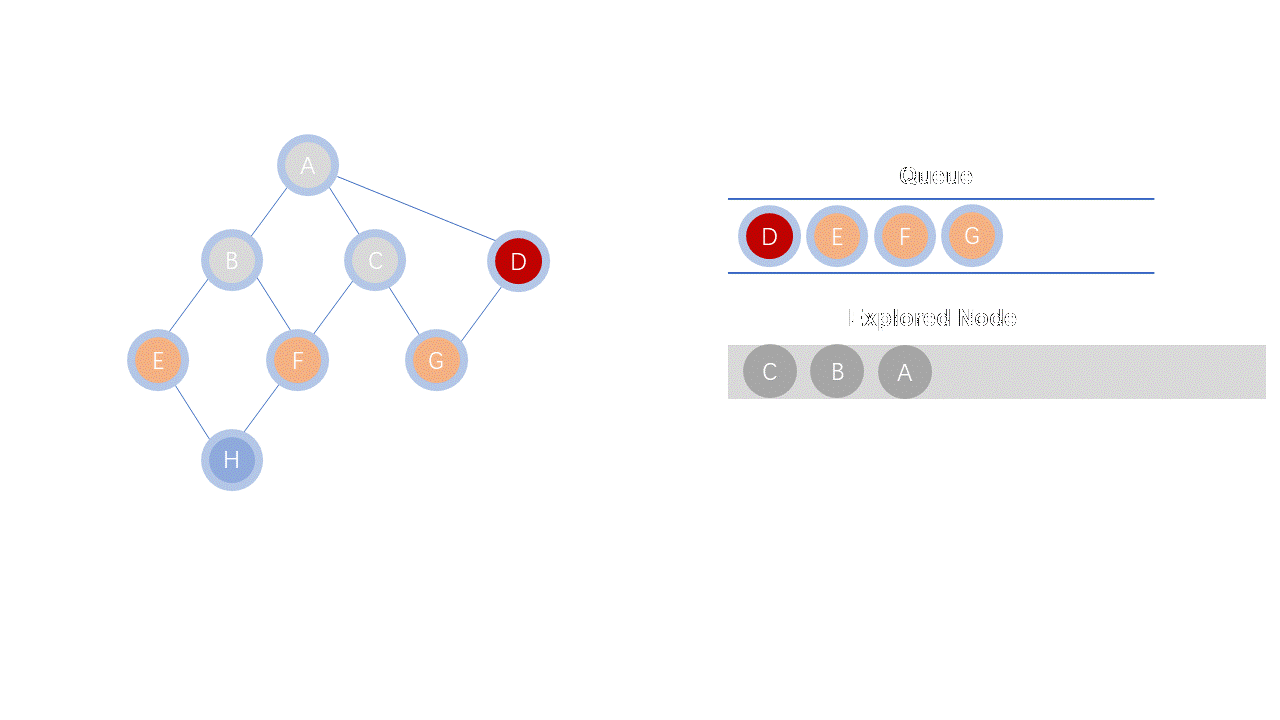 A
B C D
E F G
H
Queue
D E F G
Explored Node
C B A